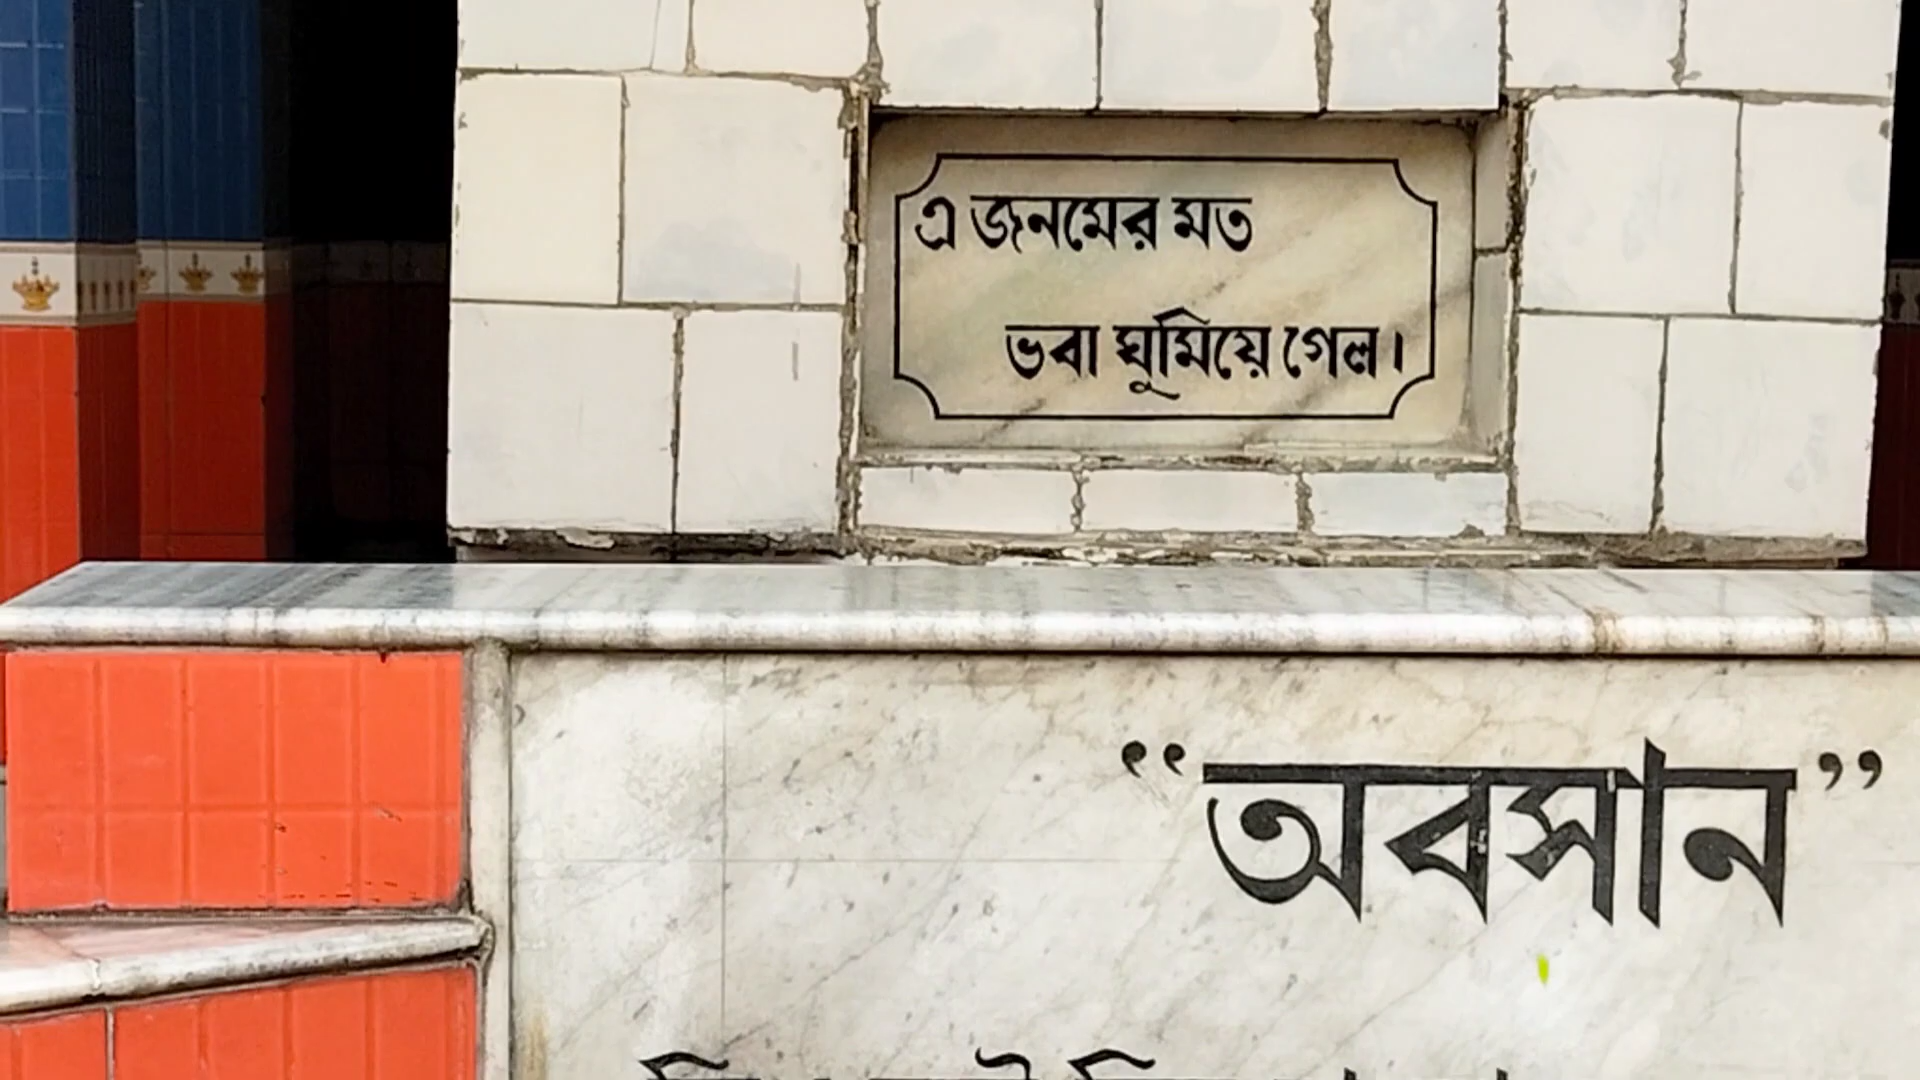 এ জনমের মত
ভবা ঘুমিয়ে গেল।
“অবসান”